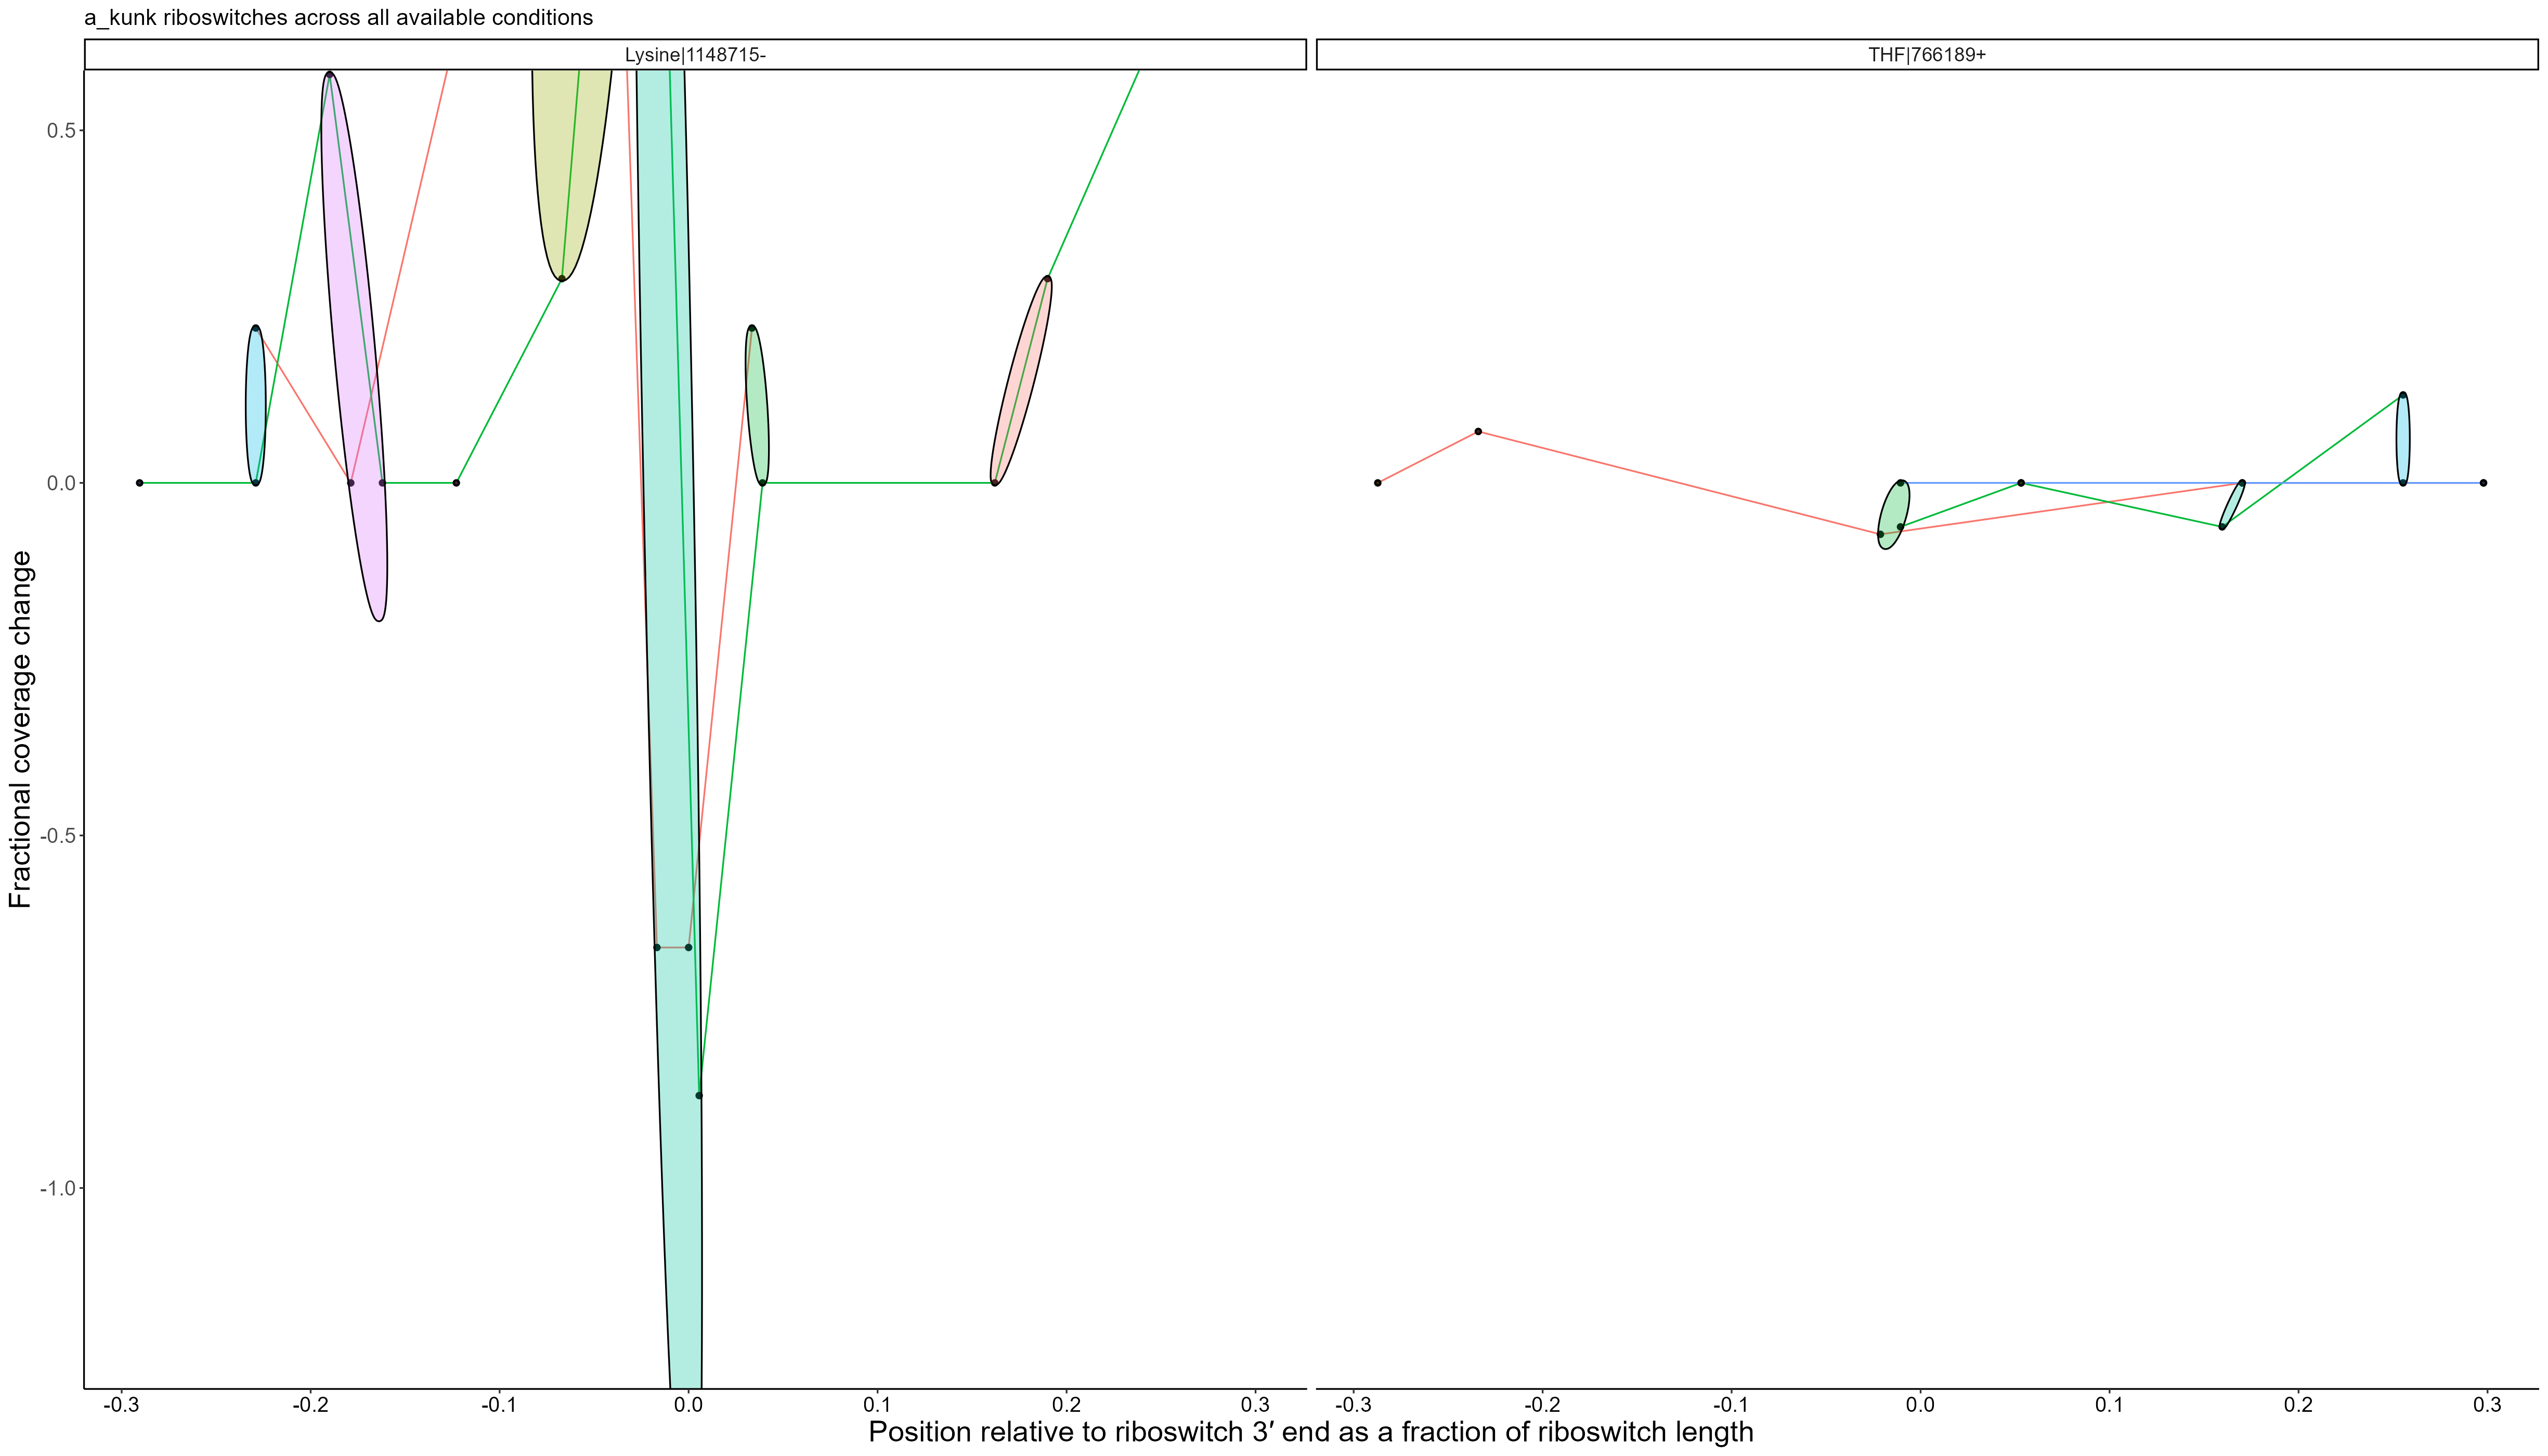 a_kunk riboswitches across all available conditions
Lysine|1148715-
THF|766189+
Fractional coverage change
0.5
0.0
-0.5
-1.0
-0.3 -0.2 -0.1 0.0 0.1 0.2 0.3
-0.3 -0.2 -0.1 0.0 0.1 0.2 0.3
Position relative to riboswitch 3′ end as a fraction of riboswitch length